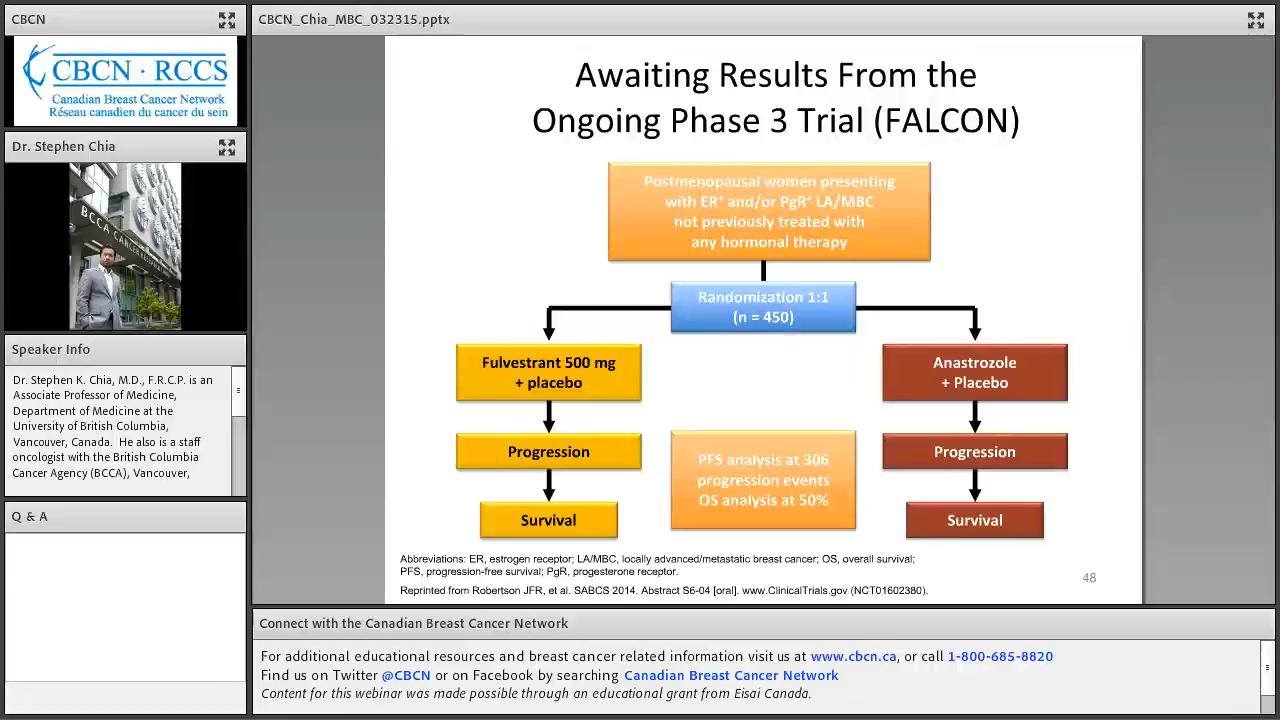 CBCN
CBCN · RCCS
Canadian Breast Cancer Network
Réseau canadien du cancer du sein
Dr. Stephen Chia
BCCA CANCER
Speaker Info
Dr. Stephen K. Chia, M.D., F.R.C.P. is an
Associate Professor of Medicine,
Department of Medicine at the
University of British Columbia,
Vancouver, Canada. He also is a staff
oncologist with the British Columbia
Cancer Agency (BCCA), Vancouver,
Q & A
CBCN_Chia_MBC_032315.pptx
Awaiting Results From the
Ongoing Phase 3 Trial (FALCON)
Postmenopausal women presenting
with ER⁺ and/or PgR⁺ LA/MBC
not previously treated with
any hormonal therapy
Randomization 1:1
(n = 450)
Fulvestrant 500 mg
+ placebo
Anastrozole
+ Placebo
Progression
Progression
PFS analysis at 306
progression events
OS analysis at 50%
Survival
Survival
Abbreviations: ER, estrogen receptor; LA/MBC, locally advanced/metastatic breast cancer; OS, overall survival;
PFS, progression-free survival; PgR, progesterone receptor.
Reprinted from Robertson JFR, et al. SABCS 2014. Abstract S6-04 [oral]. www.ClinicalTrials.gov (NCT01602380).
48
Connect with the Canadian Breast Cancer Network
For additional educational resources and breast cancer related information visit us at www.cbcn.ca, or call 1-800-685-8820
Find us on Twitter @CBCN or on Facebook by searching Canadian Breast Cancer Network
Content for this webinar was made possible through an educational grant from Eisai Canada.